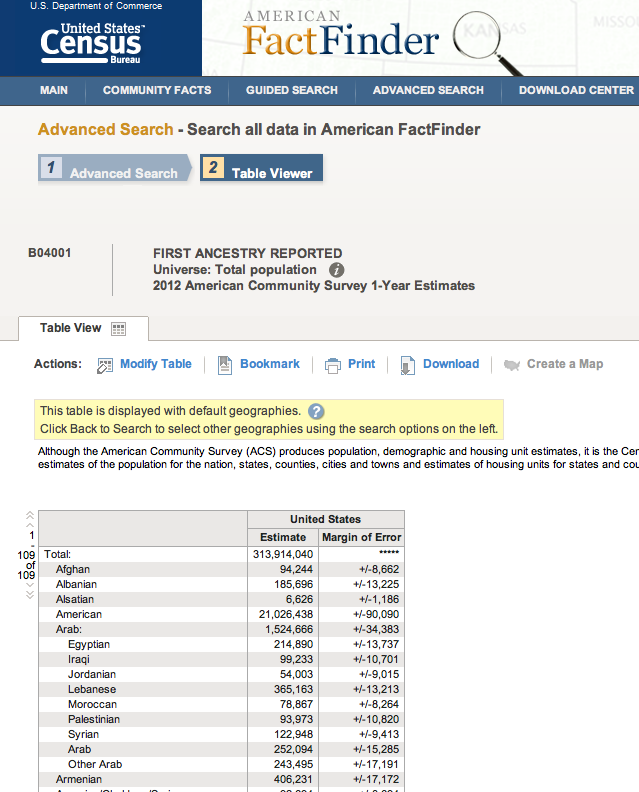 U.S. Department of Commerce
United States™
Census
Bureau
AMERICAN
FactFinder
KANSAS
MISSO
MAIN
COMMUNITY FACTS
GUIDED SEARCH
ADVANCED SEARCH
DOWNLOAD CENTER
Advanced Search - Search all data in American FactFinder
1 Advanced Search
2 Table Viewer
B04001
FIRST ANCESTRY REPORTED
Universe: Total population i
2012 American Community Survey 1-Year Estimates
Table View
Actions: Modify Table Bookmark Print Download Create a Map
This table is displayed with default geographies. ?
Click Back to Search to select other geographies using the search options on the left.
Although the American Community Survey (ACS) produces population, demographic and housing unit estimates, it is the Cen
estimates of the population for the nation, states, counties, cities and towns and estimates of housing units for states and cou
1
-
109
of
109
United States
Estimate Margin of Error
Total: 313,914,040 *****
Afghan 94,244 +/-8,662
Albanian 185,696 +/-13,225
Alsatian 6,626 +/-1,186
American 21,026,438 +/-90,090
Arab: 1,524,666 +/-34,383
Egyptian 214,890 +/-13,737
Iraqi 99,233 +/-10,701
Jordanian 54,003 +/-9,015
Lebanese 365,163 +/-13,213
Moroccan 78,867 +/-8,264
Palestinian 93,973 +/-10,820
Syrian 122,948 +/-9,413
Arab 252,094 +/-15,285
Other Arab 243,495 +/-17,191
Armenian 406,231 +/-17,172